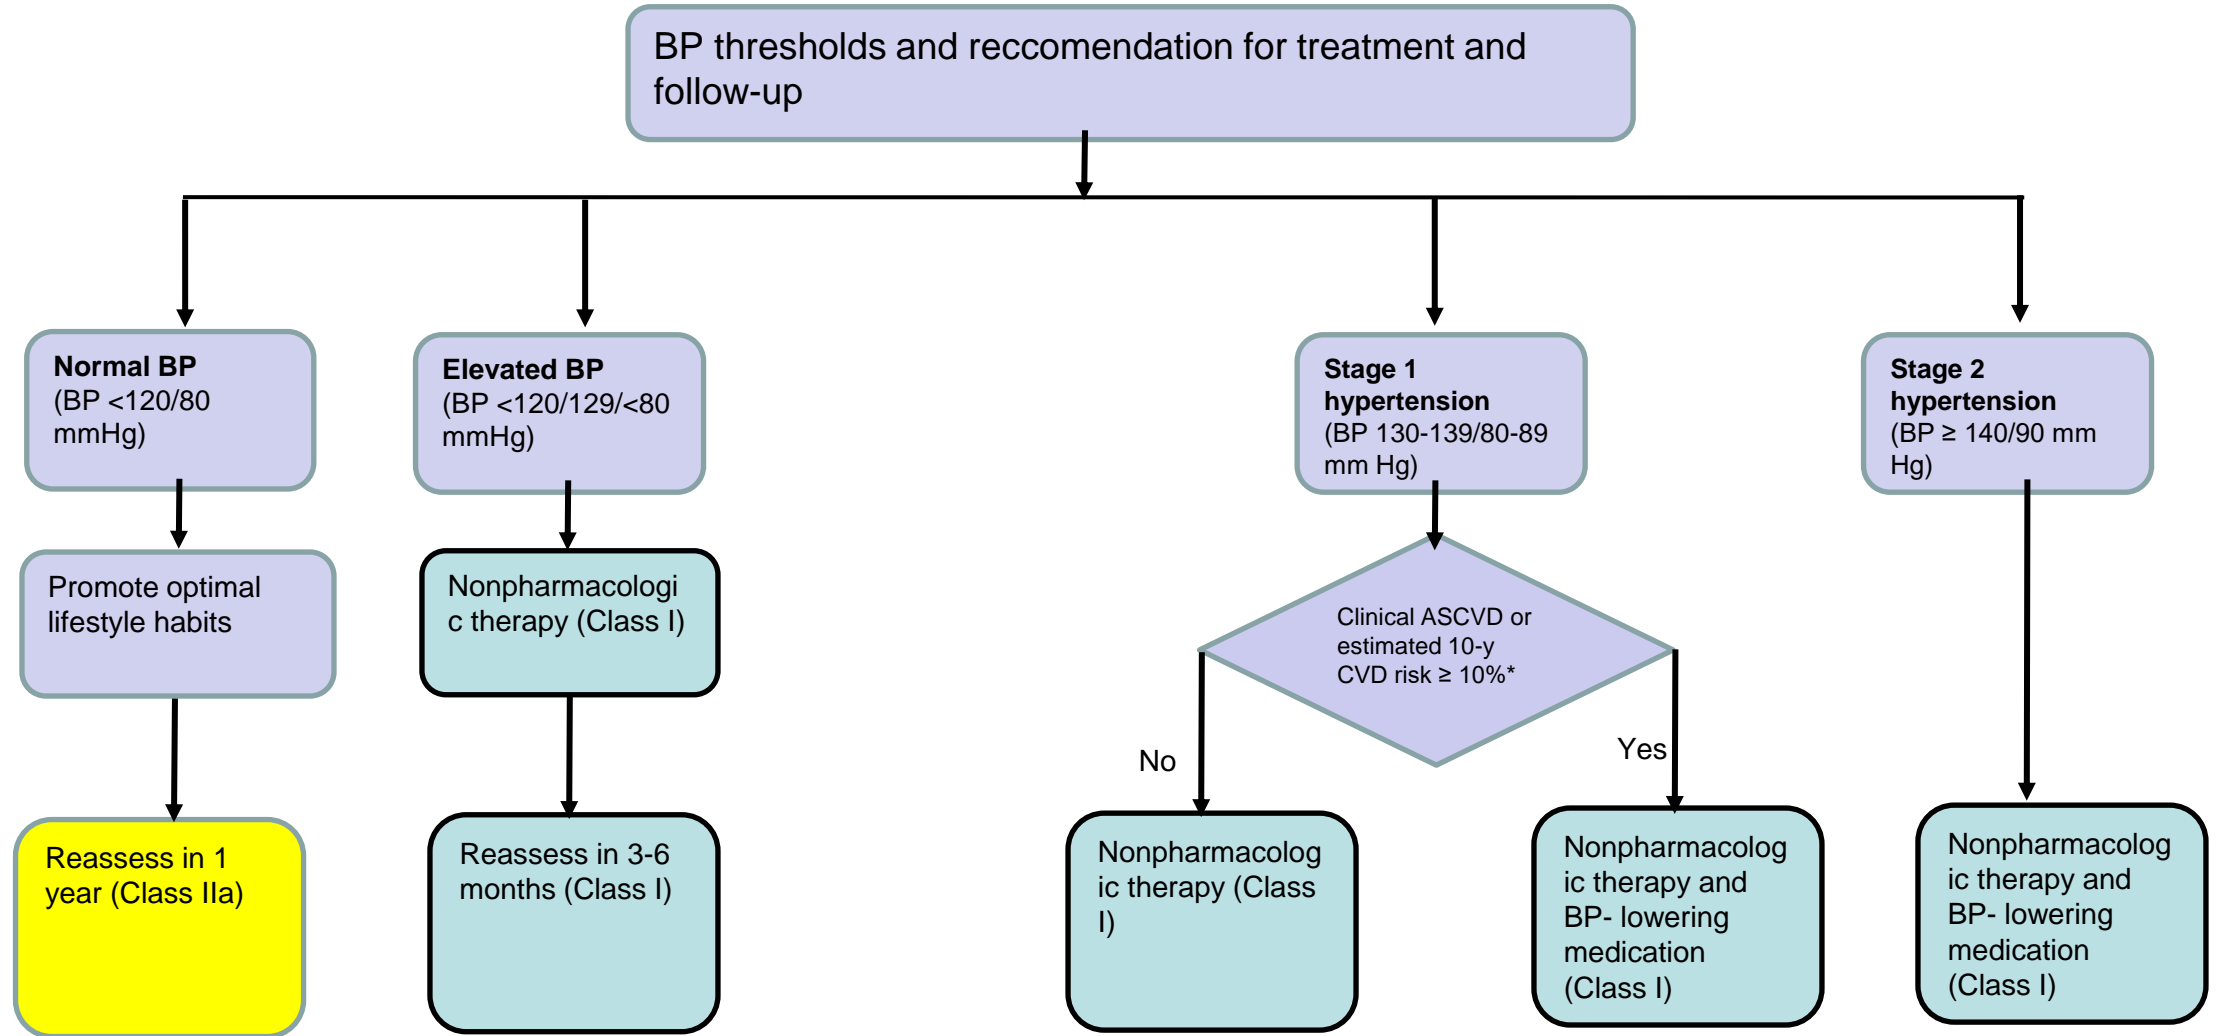 BP thresholds and reccomendation for treatment and
follow-up
Normal BP
(BP <120/80
mmHg)
Elevated BP
(BP <120/129/<80
mmHg)
Stage 1
hypertension
(BP 130-139/80-89
mm Hg)
Stage 2
hypertension
(BP ≥ 140/90 mm
Hg)
Promote optimal
lifestyle habits
Nonpharmacologi
c therapy (Class I)
Clinical ASCVD or
estimated 10-y
CVD risk ≥ 10%*
No
Yes
Reassess in 1
year (Class IIa)
Reassess in 3-6
months (Class I)
Nonpharmacolog
ic therapy (Class
I)
Nonpharmacolog
ic therapy and
BP- lowering
medication
(Class I)
Nonpharmacolog
ic therapy and
BP- lowering
medication
(Class I)